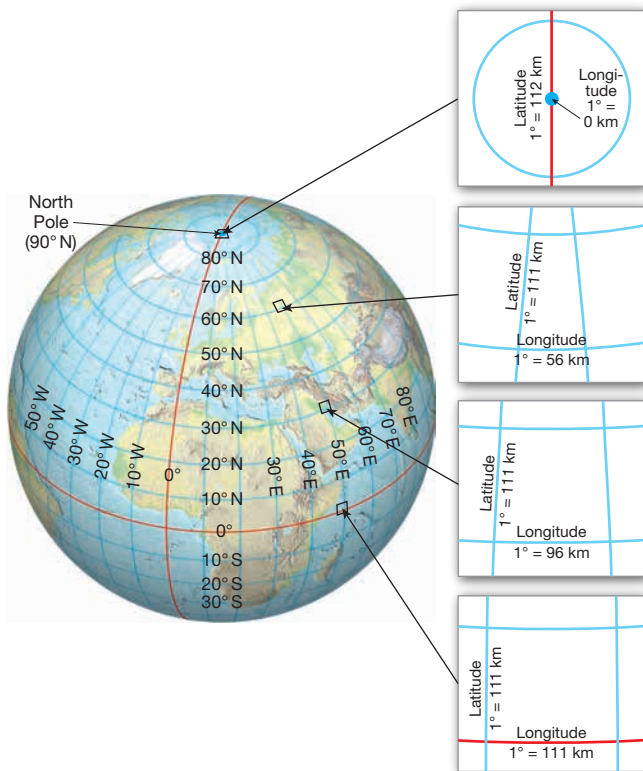 North
Pole
(90° N)
80° N
70° N
60° N
50° N
40° N
30° N
20° N
10° N
0°
10° S
20° S
30° S
50° W
40° W
30° W
20° W
10° W
0°
30° E
40° E
50° E
60° E
70° E
80° E
Latitude
1° = 112 km
Longi-
tude
1° =
0 km
Latitude
1° = 111 km
Longitude
1° = 56 km
Latitude
1° = 111 km
Longitude
1° = 96 km
Latitude
1° = 111 km
Longitude
1° = 111 km